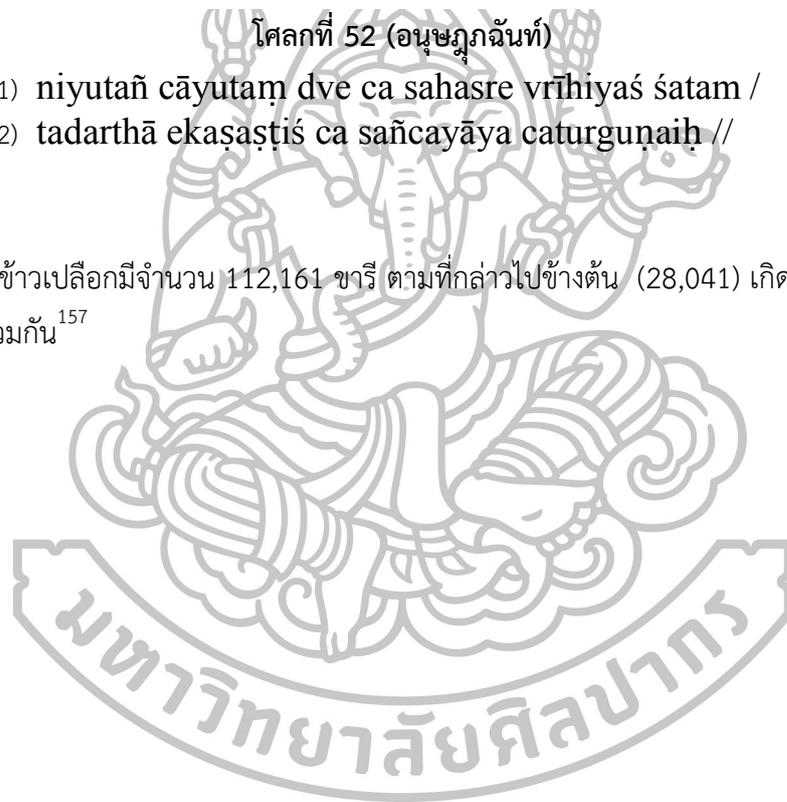 โศลกที่ 52 (อนุษฏุภฉันท์)
1) niyutañ cāyutaṃ dve ca sahasre vrīhiyaś śatam /
2) tadarthā ekaṣaṣṭiś ca sañcayāya caturguṇaiḥ //
ข้าวเปลือกมีจำนวน 112,161 ขารี ตามที่กล่าวไปข้างต้น (28,041) เกิด
วมกัน157
มหาวิทยาลัยศิลปากร